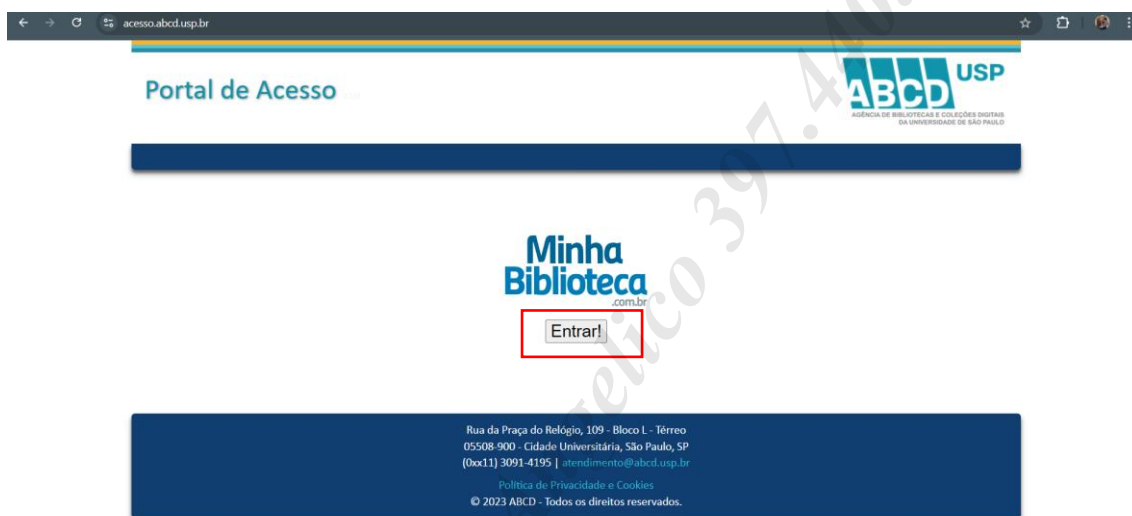 acesso.abcd.usp.br
Portal de Acesso
ABCD USP
AGÊNCIA DE BIBLIOTECAS E COLEÇÕES DIGITAIS
DA UNIVERSIDADE DE SÃO PAULO
Minha
Biblioteca
.com.br
Entrar!
Rua da Praça do Relógio, 109 - Bloco L - Térreo
05508-900 - Cidade Universitária, São Paulo, SP
(0xx11) 3091-4195 | atendimento@abcd.usp.br
Política de Privacidade e Cookies
© 2023 ABCD - Todos os direitos reservados.